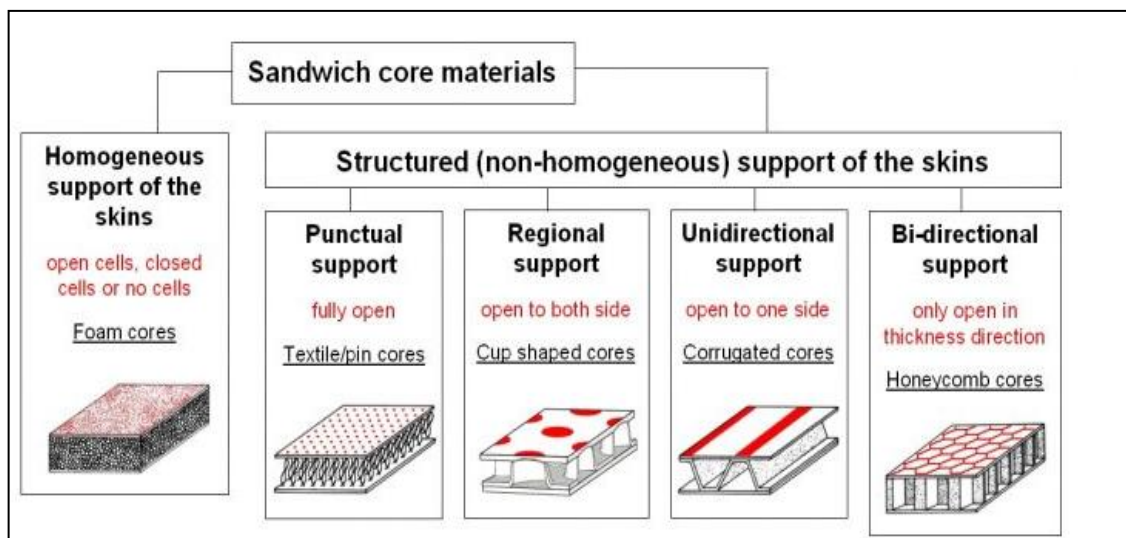 Sandwich core materials
Homogeneous
support of the
skins
open cells, closed
cells or no cells
Foam cores
Structured (non-homogeneous) support of the skins
Punctual
support
fully open
Textile/pin cores
Regional
support
open to both side
Cup shaped cores
Unidirectional
support
open to one side
Corrugated cores
Bi-directional
support
only open in
thickness direction
Honeycomb cores